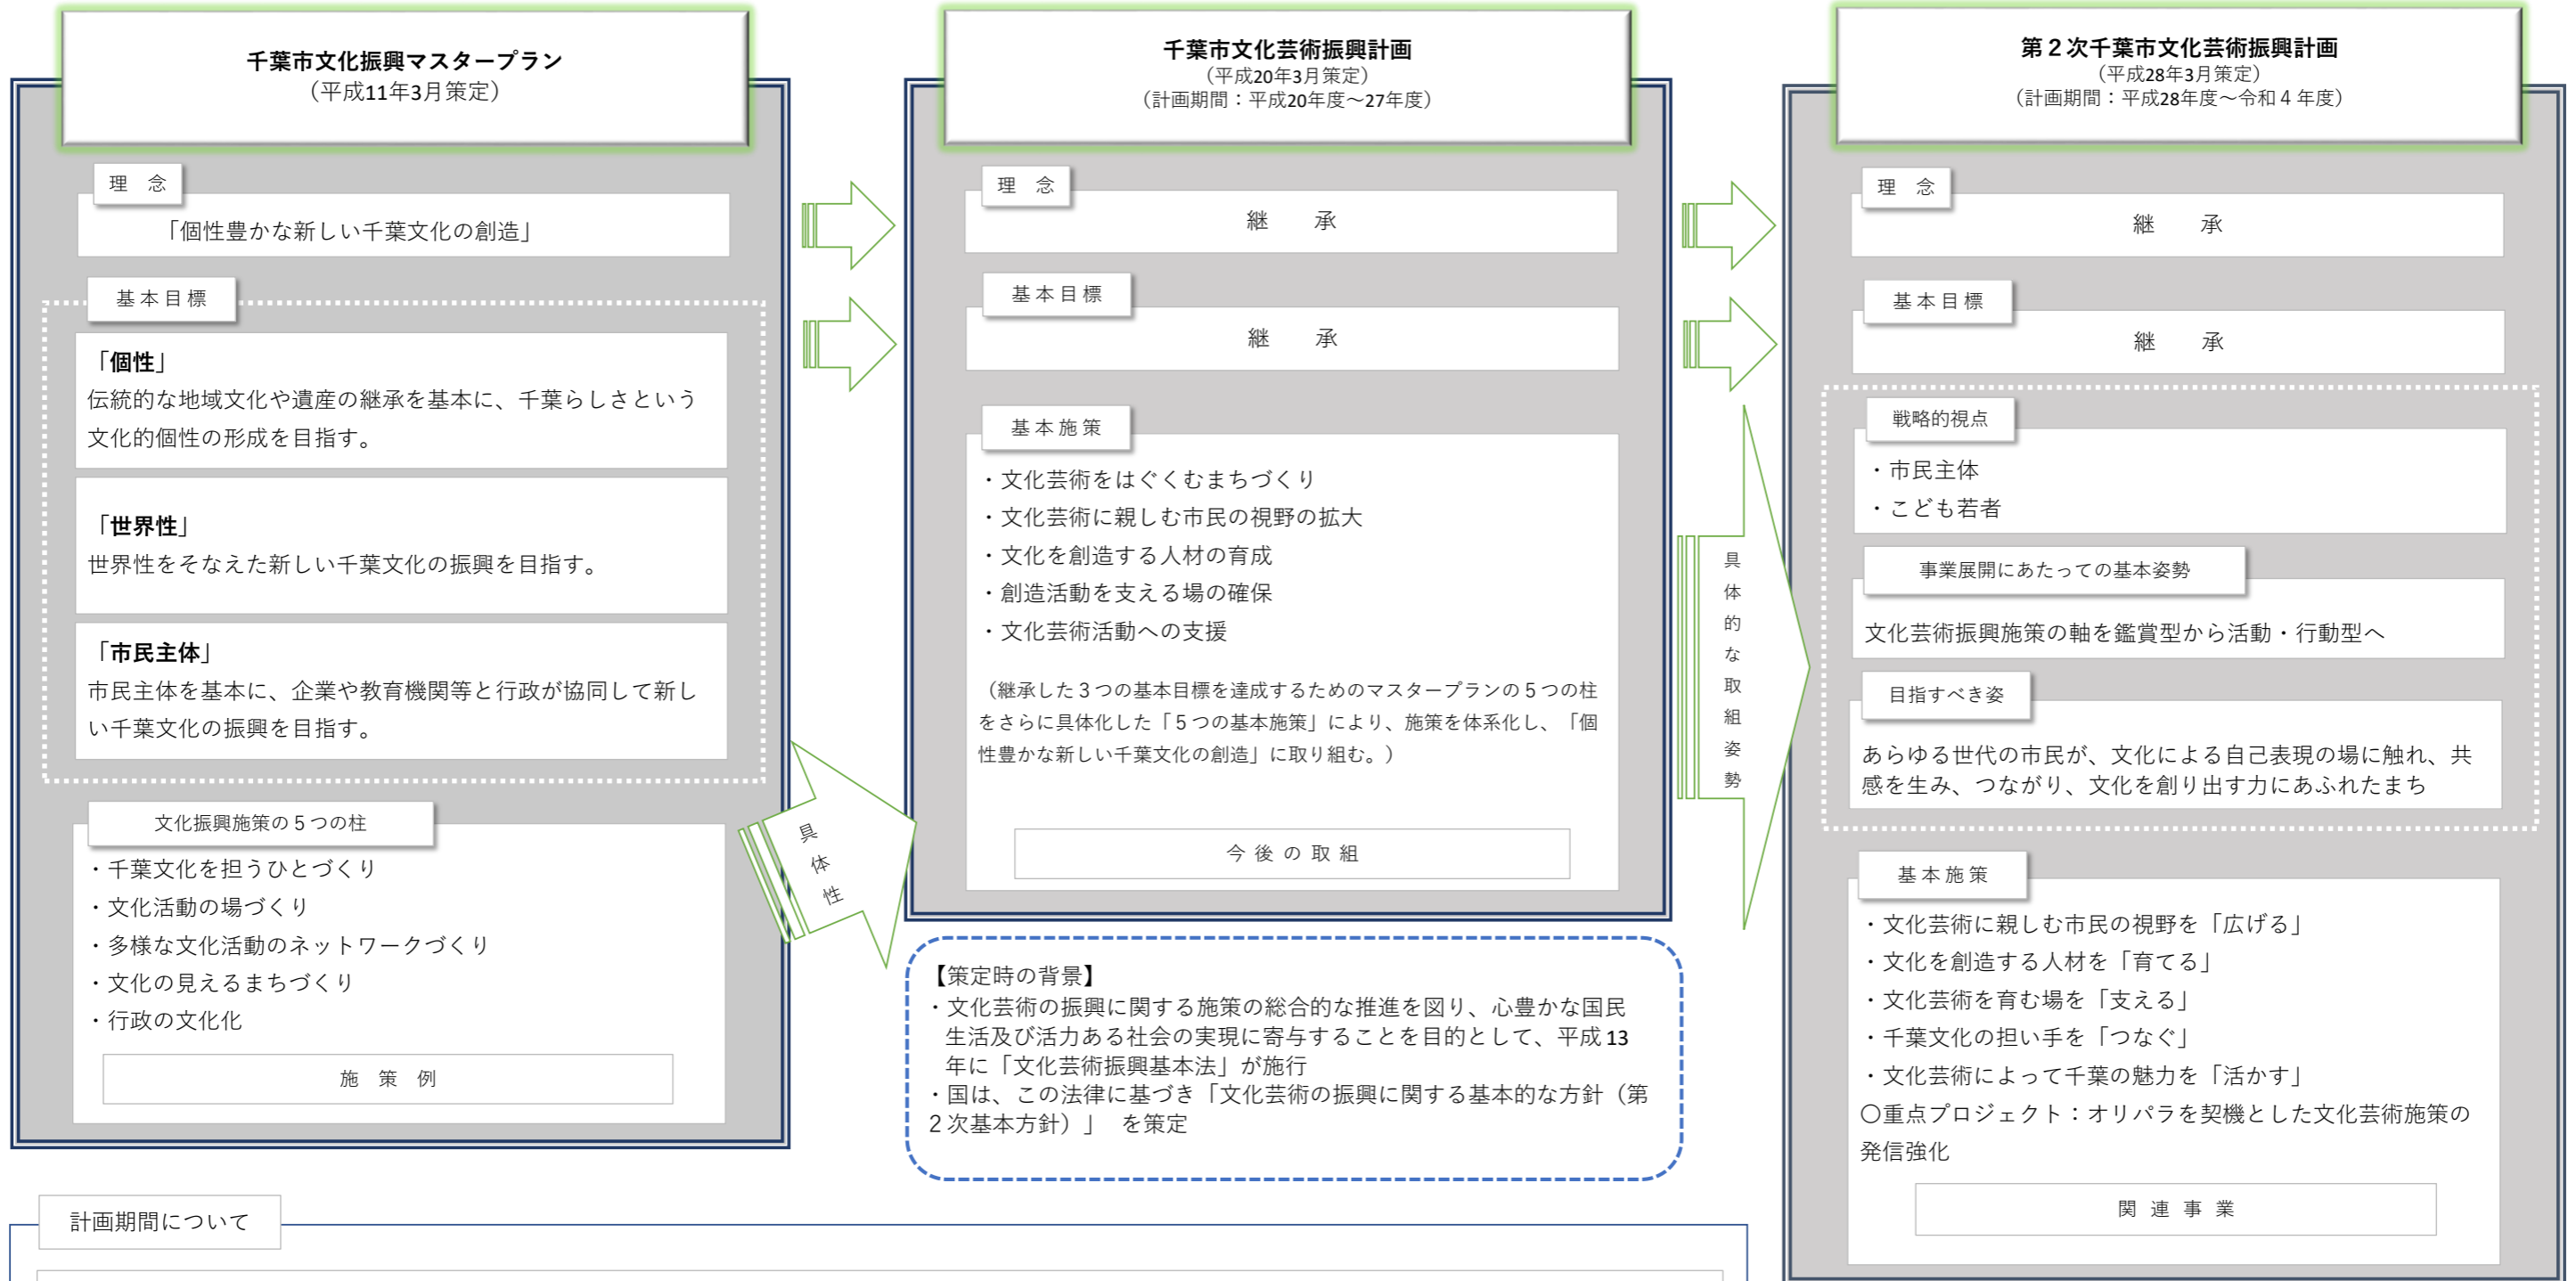 千葉市文化振興マスタープラン
（平成11年3月策定）
理　念
「個性豊かな新しい千葉文化の創造」
基本目標
「個性」
伝統的な地域文化や遺産の継承を基本に、千葉らしさという
文化的個性の形成を目指す。
「世界性」
世界性をそなえた新しい千葉文化の振興を目指す。
「市民主体」
市民主体を基本に、企業や教育機関等と行政が協同して新し
い千葉文化の振興を目指す。
文化振興施策の５つの柱
・千葉文化を担うひとづくり
・文化活動の場づくり
・多様な文化活動のネットワークづくり
・文化の見えるまちづくり
・行政の文化化
施　策　例
具体性
千葉市文化芸術振興計画
（平成20年3月策定）
（計画期間：平成20年度～27年度）
理　念
継　　承
基本目標
継　　承
基本施策
・文化芸術をはぐくむまちづくり
・文化芸術に親しむ市民の視野の拡大
・文化を創造する人材の育成
・創造活動を支える場の確保
・文化芸術活動への支援
（継承した３つの基本目標を達成するためのマスタープランの５つの柱
をさらに具体化した「５つの基本施策」により、施策を体系化し、「個
性豊かな新しい千葉文化の創造」に取り組む。）
今後の取組
【策定時の背景】
・文化芸術の振興に関する施策の総合的な推進を図り、心豊かな国民
生活及び活力ある社会の実現に寄与することを目的として、平成13
年に「文化芸術振興基本法」が施行
・国は、この法律に基づき「文化芸術の振興に関する基本的な方針（第
２次基本方針）」　を策定
具体的な取組姿勢
第２次千葉市文化芸術振興計画
（平成28年3月策定）
（計画期間：平成28年度～令和４年度）
理　念
継　　承
基本目標
継　　承
戦略的視点
・市民主体
・こども若者
事業展開にあたっての基本姿勢
文化芸術振興施策の軸を鑑賞型から活動・行動型へ
目指すべき姿
あらゆる世代の市民が、文化による自己表現の場に触れ、共
感を生み、つながり、文化を創り出す力にあふれたまち
基本施策
・文化芸術に親しむ市民の視野を「広げる」
・文化を創造する人材を「育てる」
・文化芸術を育む場を「支える」
・千葉文化の担い手を「つなぐ」
・文化芸術によって千葉の魅力を「活かす」
〇重点プロジェクト：オリパラを契機とした文化芸術施策の
発信強化
関　連　事　業
計画期間について